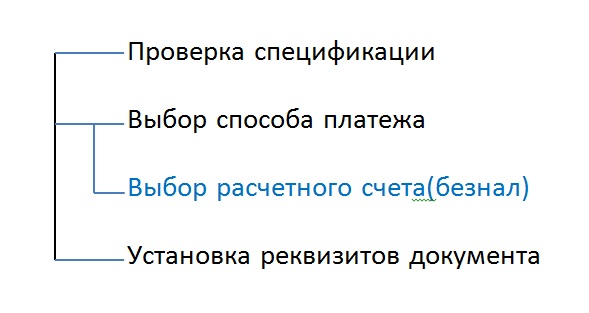 Проверка спецификации
Выбор способа платежа
Выбор расчетного счета(безнал)
Установка реквизитов документа